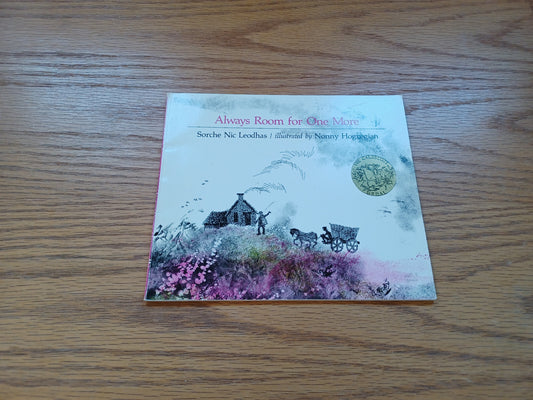 Always Room for One More
Sorche Nic Leodhas / illustrated by Nonny Hogrogian